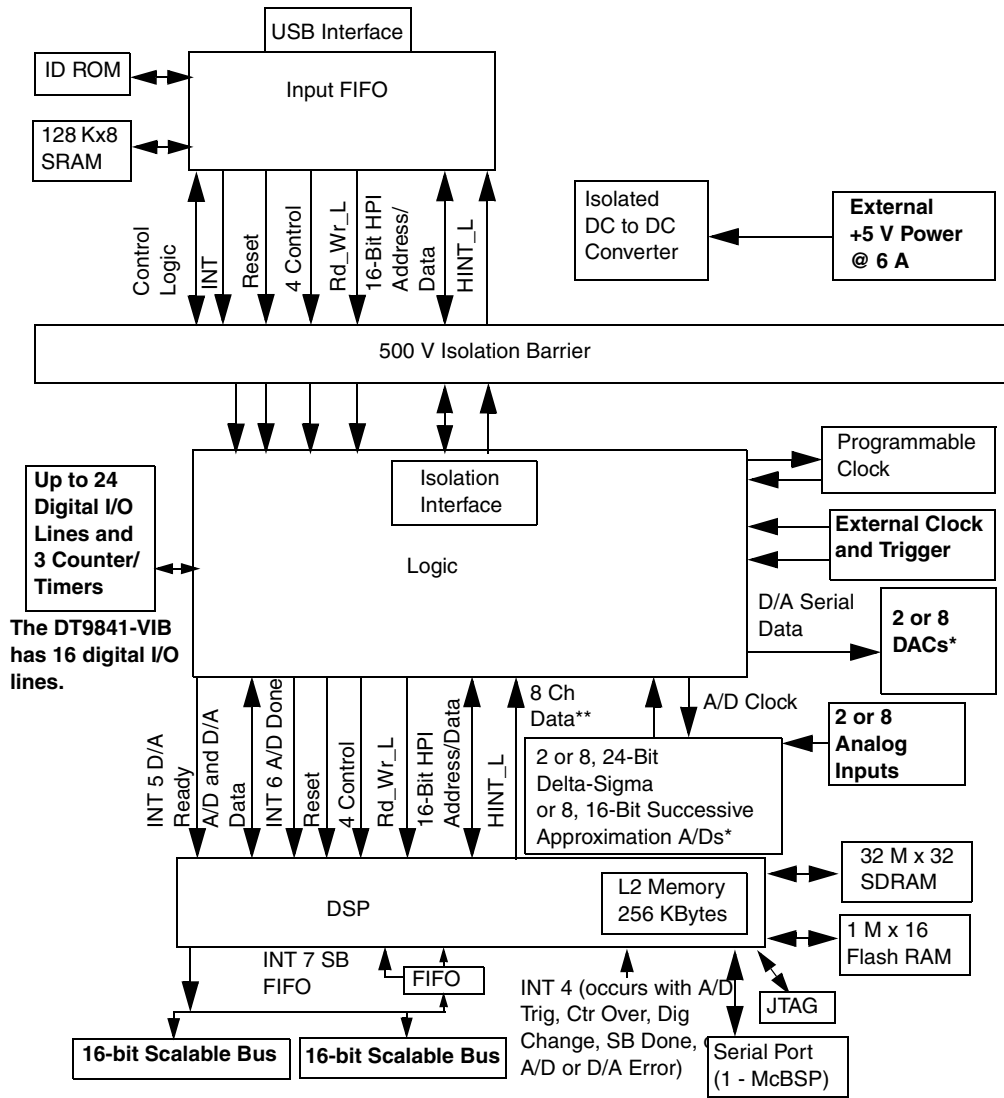 USB Interface
ID ROM
Input FIFO
128 Kx8
SRAM
Isolated
DC to DC
Converter
External
+5 V Power
@ 6 A
Control
Logic
INT
Reset
4 Control
Rd_Wr_L
16-Bit HPI
Address/
Data
HINT_L
500 V Isolation Barrier
Programmable
Clock
Isolation
Interface
Up to 24
Digital I/O
Lines and
3 Counter/
Timers
External Clock
and Trigger
Logic
D/A Serial
Data
2 or 8
DACs*
The DT9841-VIB
has 16 digital I/O
lines.
INT 5 D/A
Ready
A/D and D/A
Data
INT 6 A/D Done
Reset
4 Control
Rd_Wr_L
16-Bit HPI
Address/Data
HINT_L
8 Ch
Data**
A/D Clock
2 or 8
Analog
Inputs
2 or 8, 24-Bit
Delta-Sigma
or 8, 16-Bit Successive
Approximation A/Ds*
DSP
L2 Memory
256 KBytes
32 M x 32
SDRAM
1 M x 16
Flash RAM
INT 7 SB
FIFO
FIFO
INT 4 (occurs with A/D
Trig, Ctr Over, Dig
Change, SB Done,
A/D or D/A Error)
JTAG
Serial Port
(1 - McBSP)
16-bit Scalable Bus
16-bit Scalable Bus